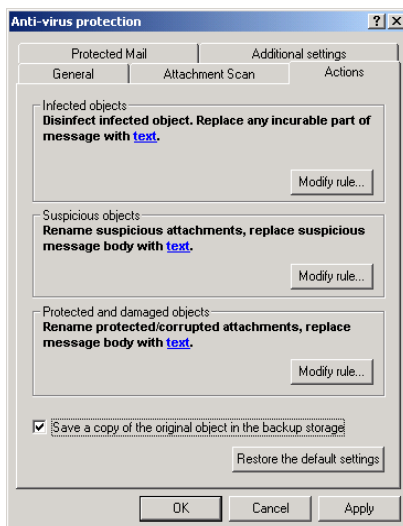 Anti-virus protection
Protected Mail Additional settings
General Attachment Scan Actions
Infected objects
Disinfect infected object. Replace any incurable part of
message with text.
Modify rule...
Suspicious objects
Rename suspicious attachments, replace suspicious
message body with text.
Modify rule...
Protected and damaged objects
Rename protected/corrupted attachments, replace
message body with text.
Modify rule...
Save a copy of the original object in the backup storage
Restore the default settings
OK Cancel Apply